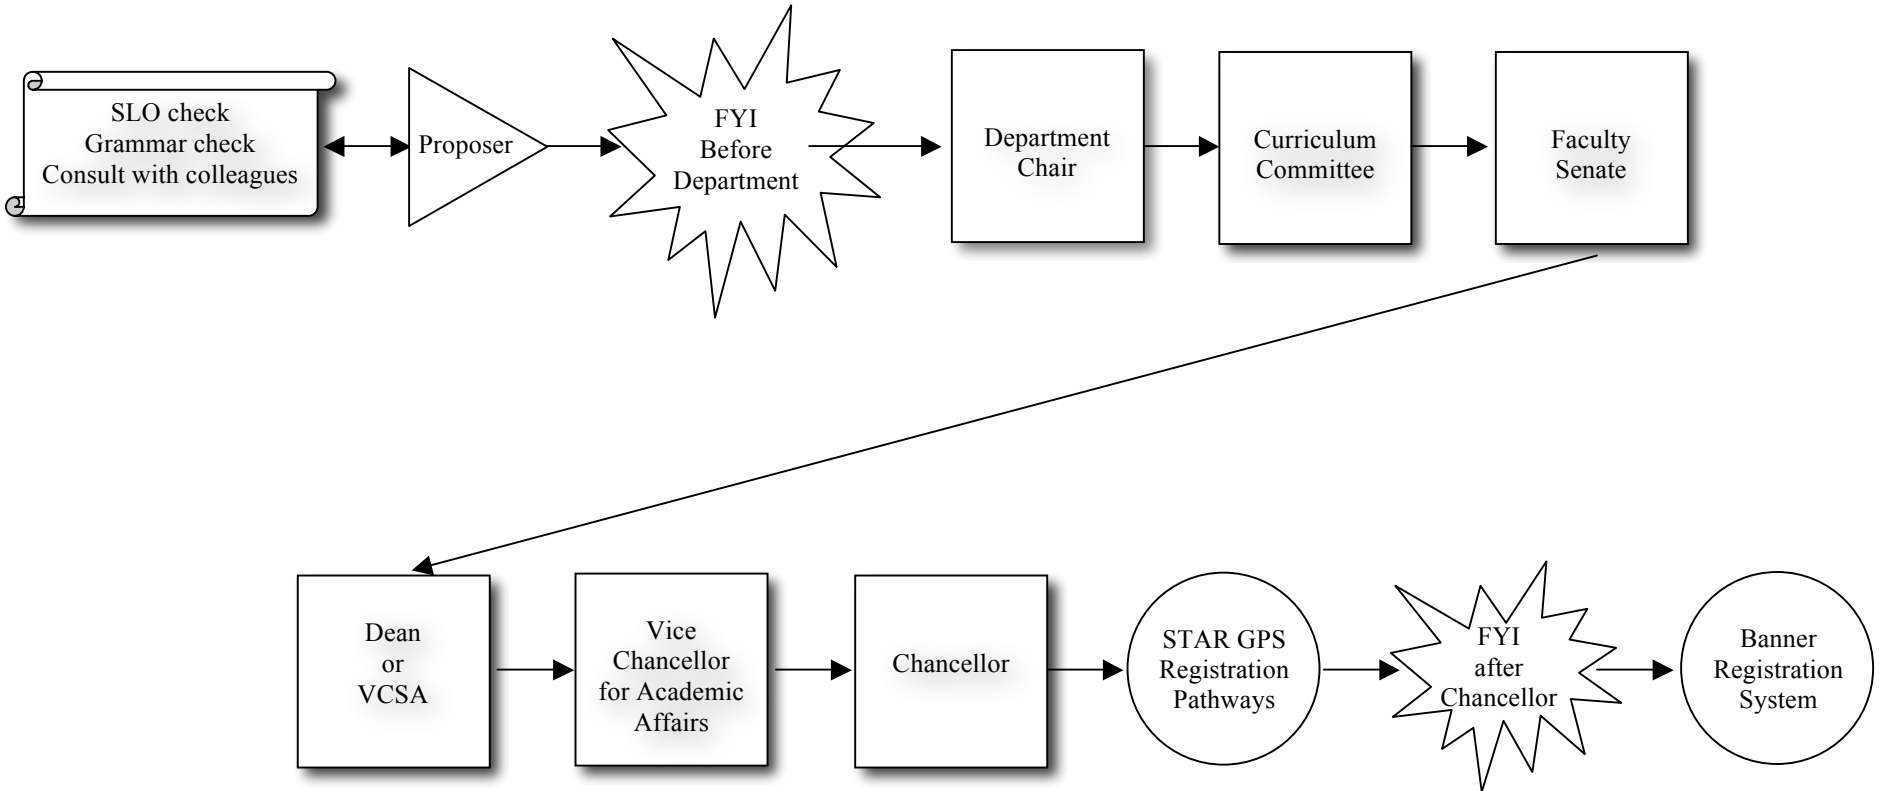 SLO check
Grammar check
Consult with colleagues
Proposer
FYI
Before
Department
Department
Chair
Curriculum
Committee
Faculty
Senate
Dean
or
VCSA
Vice
Chancellor
for Academic
Affairs
Chancellor
STAR GPS
Registration
Pathways
FYI
after
Chancellor
Banner
Registration
System